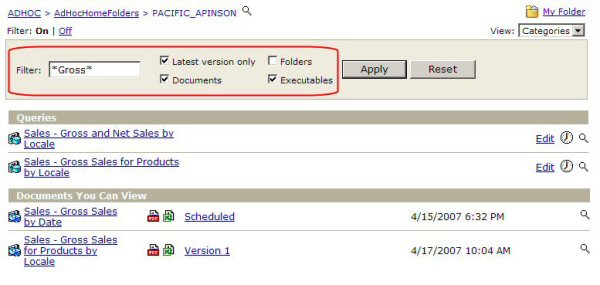 ADHOC > AdHocHomeFolders > PACIFIC_APINSON My Folder
Filter: On | Off View: Categories
Filter: *Gross* Latest version only Folders Apply Reset
Documents Executables
Queries
Sales - Gross and Net Sales by Edit
Locale
Sales - Gross Sales for Products Edit
by Locale
Documents You Can View
Sales - Gross Sales Scheduled 4/15/2007 6:32 PM
by Date
Sales - Gross Sales
for Products by Version 1 4/17/2007 10:04 AM
Locale